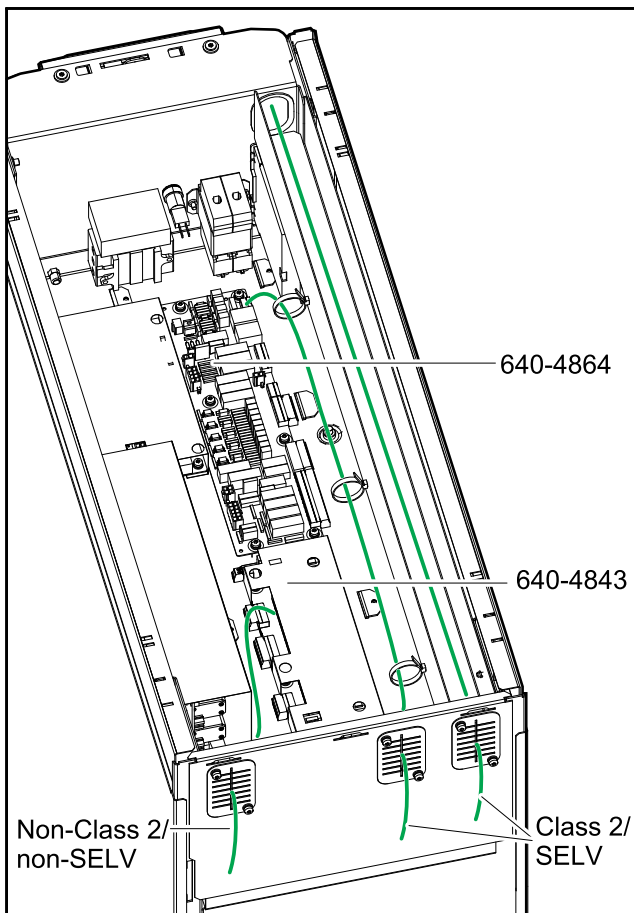 640-4864
640-4843
Non-Class 2/
non-SELV
Class 2/
SELV